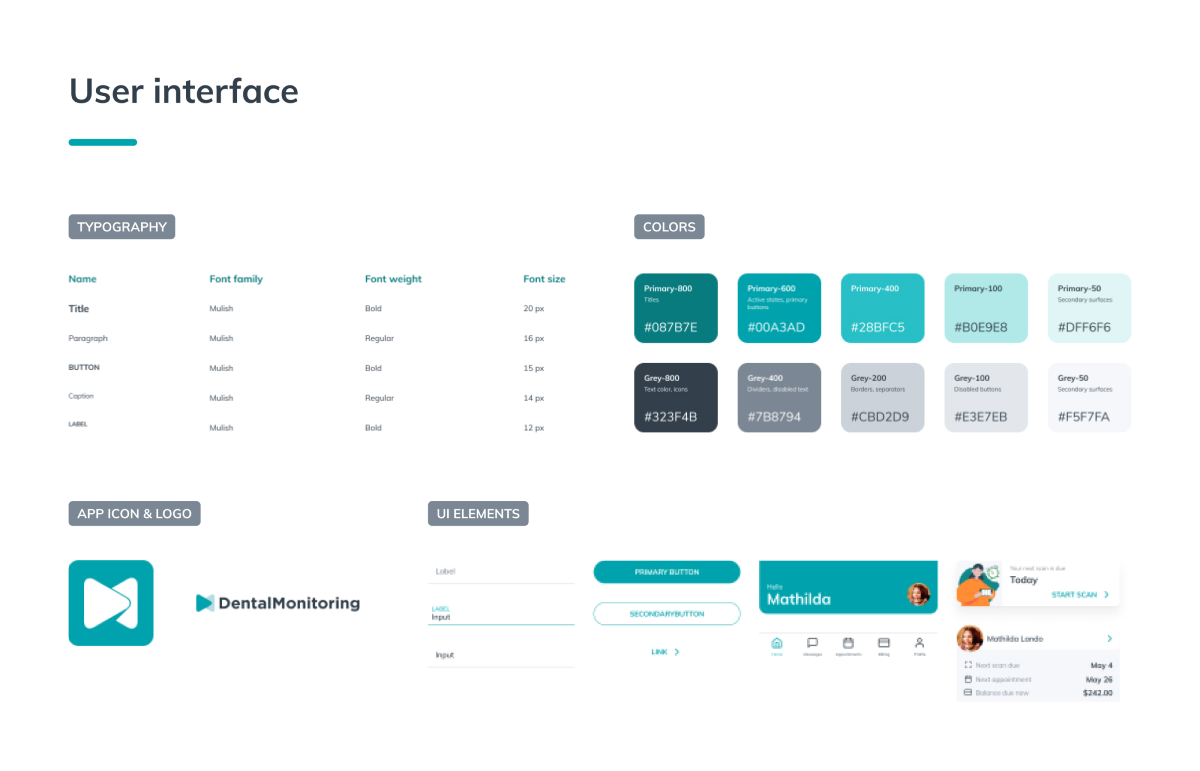 User interface
TYPOGRAPHY
Name Font family Font weight Font size
Title Mulish Bold 20 px
Paragraph Mulish Regular 16 px
BUTTON Mulish Bold 15 px
Caption Mulish Regular 14 px
LABEL Mulish Bold 12 px
COLORS
Primary-800
Titles
#087B7E
Primary-600
Active states, primary
buttons
#00A3AD
Primary-400
#28BFC5
Primary-100
#B0E9E8
Primary-50
Secondary surfaces
#DFF6F6
Grey-800
Text color, icons
#323F4B
Grey-400
Dividers, disabled text
#7B8794
Grey-200
Borders, separators
#CBD2D9
Grey-100
Disabled buttons
#E3E7EB
Grey-50
Secondary surfaces
#F5F7FA
APP ICON & LOGO
DentalMonitoring
UI ELEMENTS
Label
LABEL
Input
Input
PRIMARY BUTTON
SECONDARYBUTTON
LINK
Hello
Mathilda
Home Messages Appointments Billing Profile
Your next scan is due
Today
START SCAN
Mathilda Lando
Next scan due May 4
Next appointment May 26
Balance due now $242.00